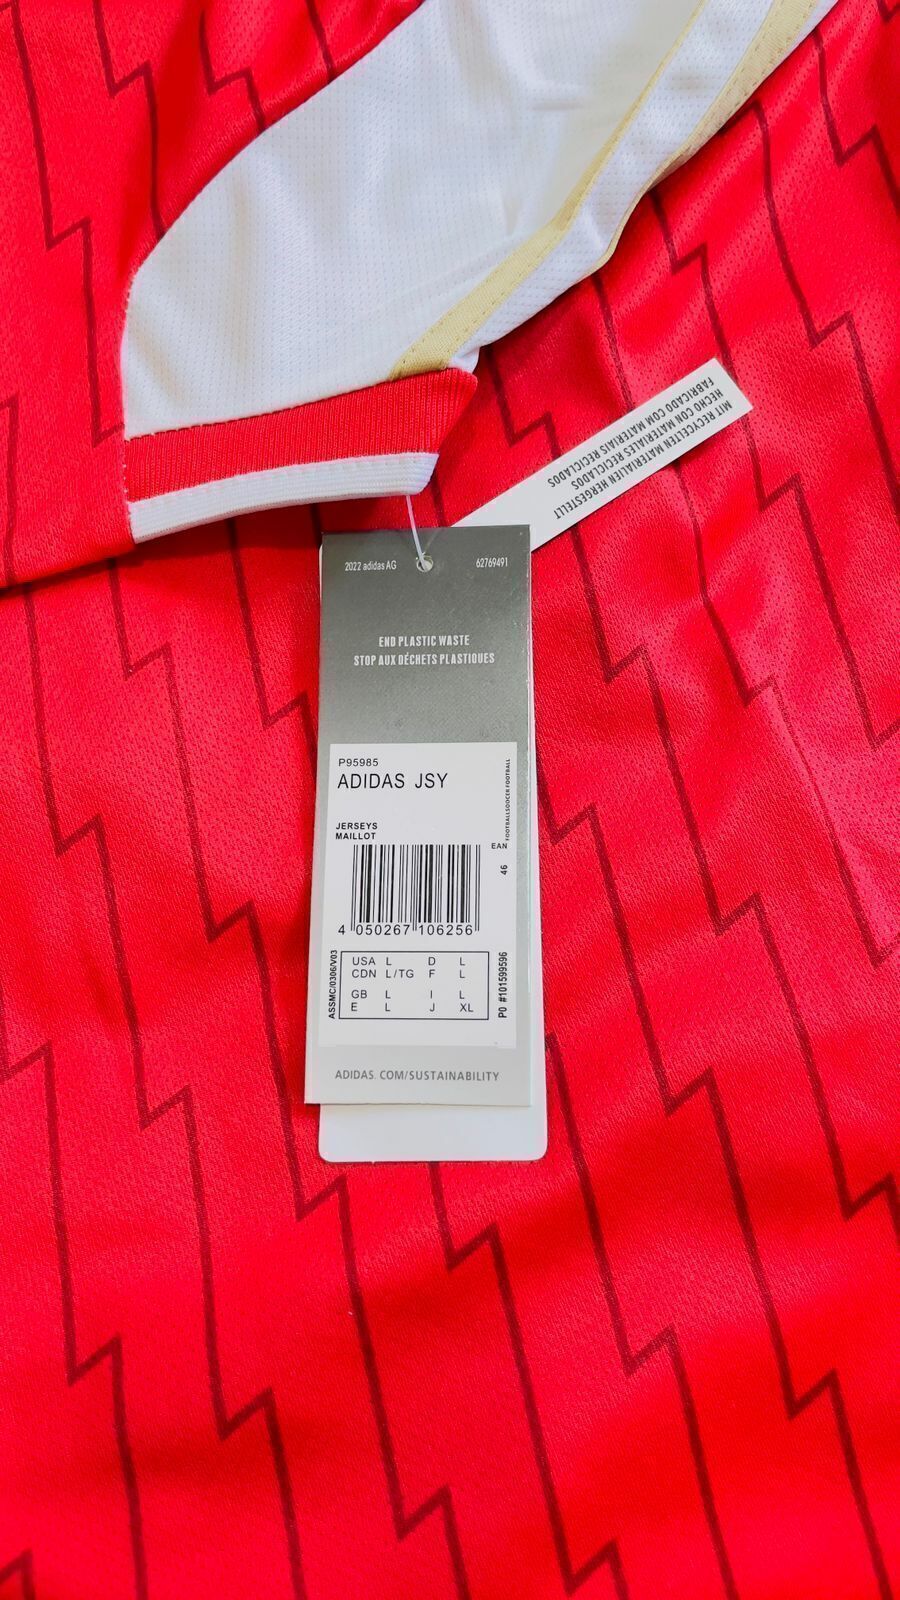 MIT RECYCELTEN MATERIALIEN HERGESTELLT
HECHO CON MATERIALES RECICLADOS
FABRICADO COM MATERIAIS RECICLADOS
2022 adidas AG
62769491
END PLASTIC WASTE
STOP AUX DÉCHETS PLASTIQUES
P95985
ADIDAS JSY
FOOTBALLSOCCER FOOTBALL
JERSEYS
MAILLOT
EAN
46
4 050267 106256
ASSMC/0306/V03
USA L D L
CDN L/TG F L
GB L I L
E L J XL
PO #101599596
ADIDAS. COM/SUSTAINABILITY